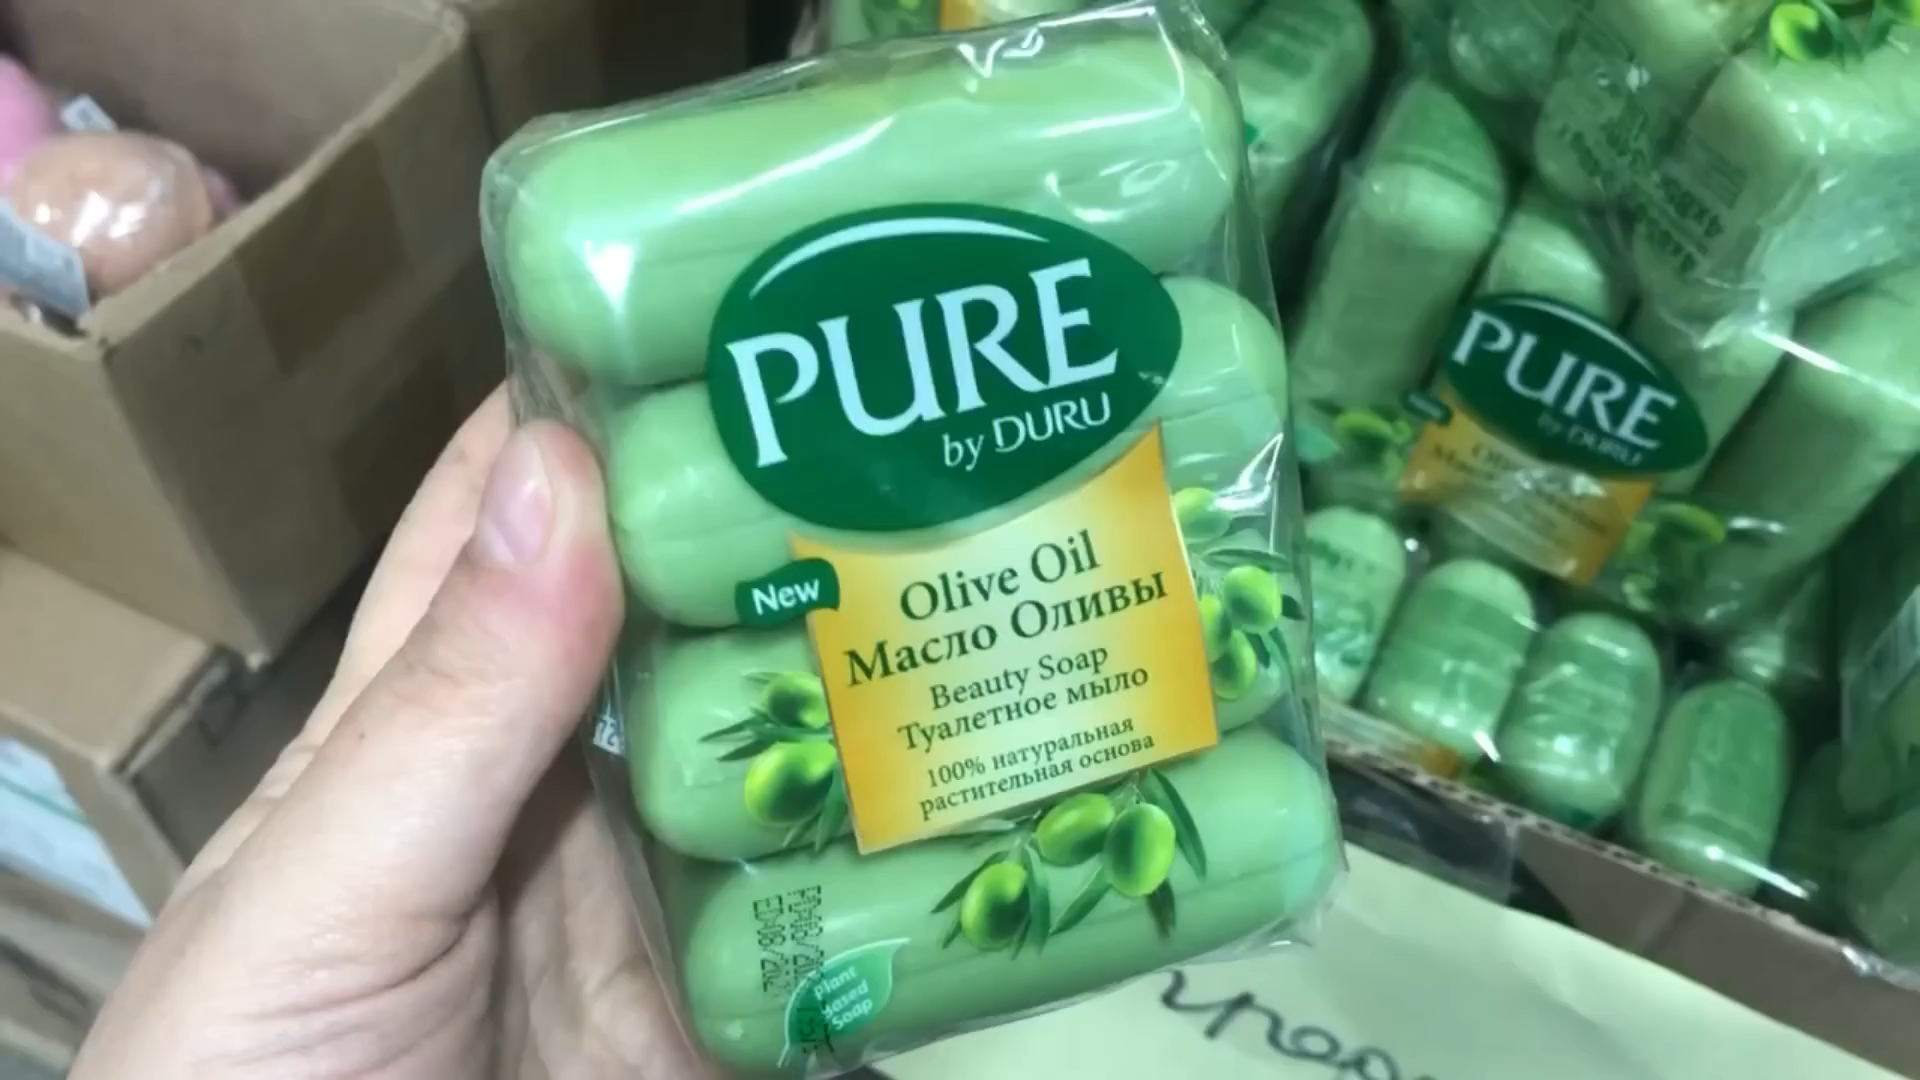 PURE
by DURU
New
Olive Oil
Масло Оливы
Beauty Soap
Туалетное мыло
100% натуральная
растительная основа
Plant
Based
Soap
PURE
by DURU